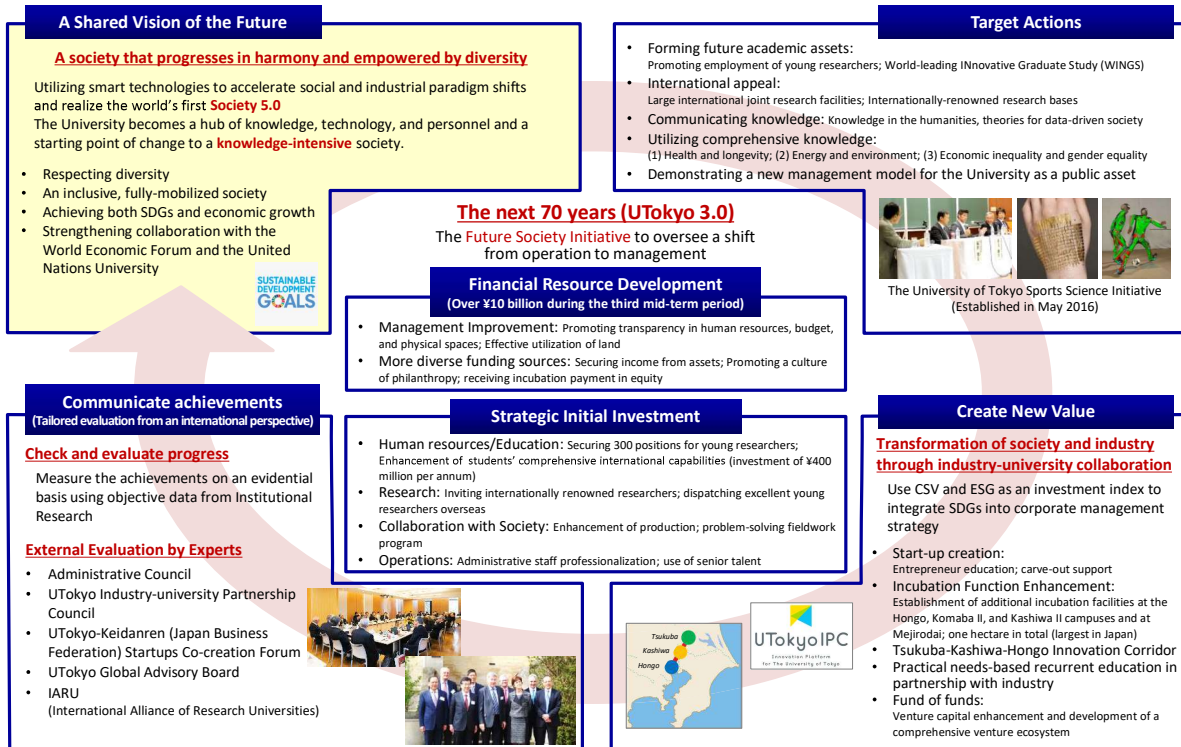 A Shared Vision of the Future
A society that progresses in harmony and empowered by diversity
Utilizing smart technologies to accelerate social and industrial paradigm shifts
and realize the world's first Society 5.0
The University becomes a hub of knowledge, technology, and personnel and a
starting point of change to a knowledge-intensive society.
• Respecting diversity
• An inclusive, fully-mobilized society
• Achieving both SDGs and economic growth
• Strengthening collaboration with the
World Economic Forum and the United
Nations University
SUSTAINABLE
DEVELOPMENT
GOALS
Target Actions
• Forming future academic assets:
Promoting employment of young researchers; World-leading INnovative Graduate Study (WINGS)
• International appeal:
Large international joint research facilities; Internationally-renowned research bases
• Communicating knowledge: Knowledge in the humanities, theories for data-driven society
• Utilizing comprehensive knowledge:
(1) Health and longevity; (2) Energy and environment; (3) Economic inequality and gender equality
• Demonstrating a new management model for the University as a public asset
The University of Tokyo Sports Science Initiative
(Established in May 2016)
The next 70 years (UTokyo 3.0)
The Future Society Initiative to oversee a shift
from operation to management
Financial Resource Development
(Over ¥10 billion during the third mid-term period)
• Management Improvement: Promoting transparency in human resources, budget,
and physical spaces; Effective utilization of land
• More diverse funding sources: Securing income from assets; Promoting a culture
of philanthropy; receiving incubation payment in equity
Communicate achievements
(Tailored evaluation from an international perspective)
Check and evaluate progress
Measure the achievements on an evidential
basis using objective data from Institutional
Research
External Evaluation by Experts
• Administrative Council
• UTokyo Industry-university Partnership
Council
• UTokyo-Keidanren (Japan Business
Federation) Startups Co-creation Forum
• UTokyo Global Advisory Board
• IARU
(International Alliance of Research Universities)
Strategic Initial Investment
• Human resources/Education: Securing 300 positions for young researchers;
Enhancement of students' comprehensive international capabilities (investment of ¥400
million per annum)
• Research: Inviting internationally renowned researchers; dispatching excellent young
researchers overseas
• Collaboration with Society: Enhancement of production; problem-solving fieldwork
program
• Operations: Administrative staff professionalization; use of senior talent
Tsukuba
Kashiwa
Hongo
UTokyoIPC
Innovation Platform
for The University of Tokyo
Create New Value
Transformation of society and industry
through industry-university collaboration
Use CSV and ESG as an investment index to
integrate SDGs into corporate management
strategy
• Start-up creation:
Entrepreneur education; carve-out support
• Incubation Function Enhancement:
Establishment of additional incubation facilities at the
Hongo, Komaba II, and Kashiwa II campuses and at
Mejirodai; one hectare in total (largest in Japan)
• Tsukuba-Kashiwa-Hongo Innovation Corridor
• Practical needs-based recurrent education in
partnership with industry
• Fund of funds:
Venture capital enhancement and development of a
comprehensive venture ecosystem